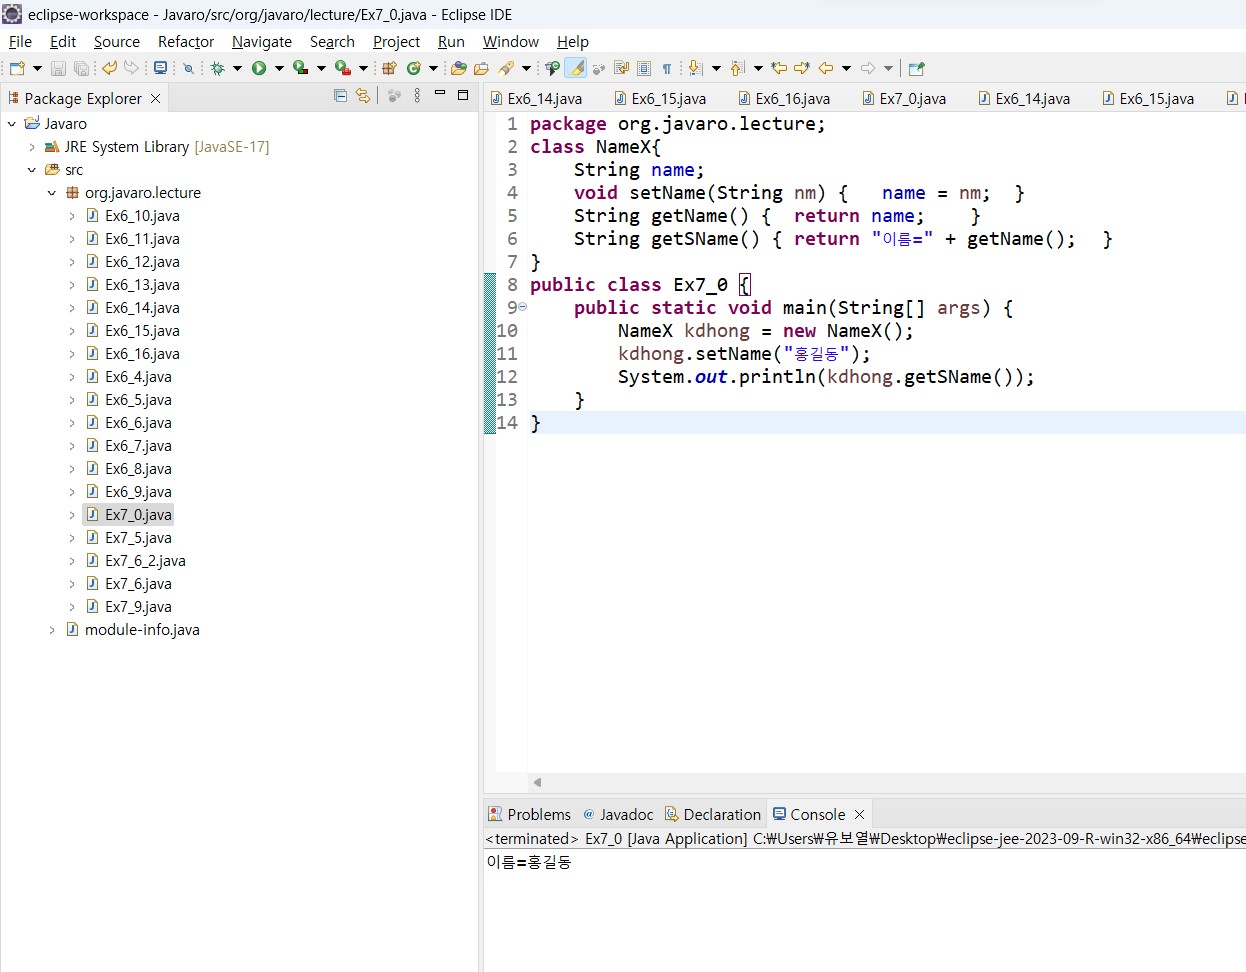 eclipse-workspace - Javaro/src/org/javaro/lecture/Ex7_0.java - Eclipse IDE
File Edit Source Refactor Navigate Search Project Run Window Help
Package Explorer
Javaro
JRE System Library [JavaSE-17]
src
org.javaro.lecture
Ex6_10.java
Ex6_11.java
Ex6_12.java
Ex6_13.java
Ex6_14.java
Ex6_15.java
Ex6_16.java
Ex6_4.java
Ex6_5.java
Ex6_6.java
Ex6_7.java
Ex6_8.java
Ex6_9.java
Ex7_0.java
Ex7_5.java
Ex7_6_2.java
Ex7_6.java
Ex7_9.java
module-info.java
Ex6_14.java Ex6_15.java Ex6_16.java Ex7_0.java Ex6_14.java Ex6_15.java
1 package org.javaro.lecture;
2 class NameX{
3 String name;
4 void setName(String nm) { name = nm; }
5 String getName() { return name; }
6 String getSName() { return "이름=" + getName(); }
7 }
8 public class Ex7_0 {
9 public static void main(String[] args) {
10 NameX kdhong = new NameX();
11 kdhong.setName("홍길동");
12 System.out.println(kdhong.getSName());
13 }
14 }
Problems @ Javadoc Declaration Console
<terminated> Ex7_0 [Java Application] C:₩Users₩유보열₩Desktop₩eclipse-jee-2023-09-R-win32-x86_64₩eclipse
이름=홍길동